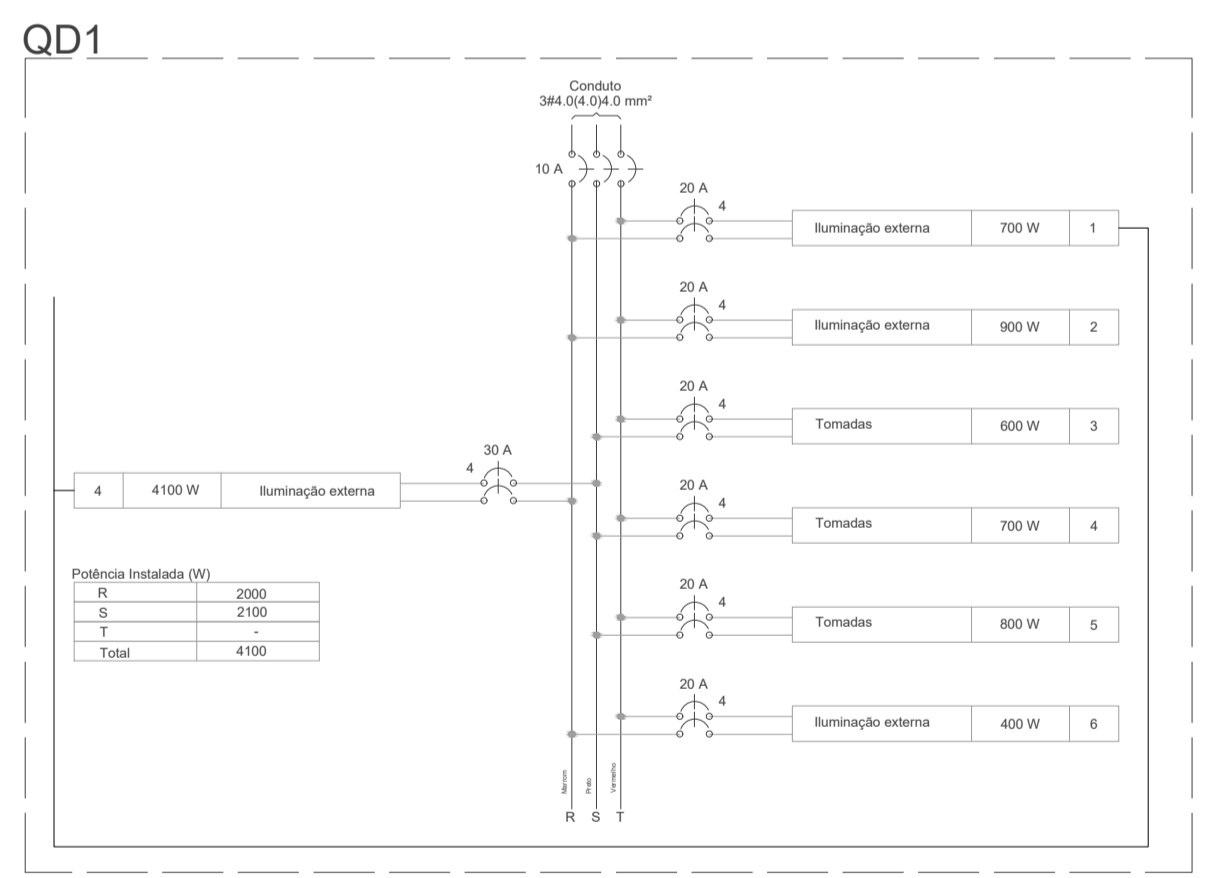 QD1
Conduto
3#4.0(4.0)4.0 mm²
10 A
20 A
4
Iluminação externa 700 W 1
20 A
4
Iluminação externa 900 W 2
20 A
4
Tomadas 600 W 3
30 A
4
4 4100 W Iluminação externa
20 A
4
Tomadas 700 W 4
Potência Instalada (W)
R 2000
S 2100
T -
Total 4100
20 A
4
Tomadas 800 W 5
20 A
4
Iluminação externa 400 W 6
Marrom
Preto
Vermelho
R S T